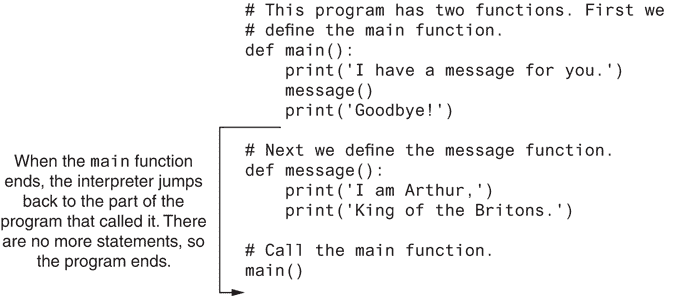 # This program has two functions. First we
# define the main function.
def main():
    print('I have a message for you.')
    message()
    print('Goodbye!')
# Next we define the message function.
def message():
    print('I am Arthur,')
    print('King of the Britons.')
# Call the main function.
main()
When the main function
ends, the interpreter jumps
back to the part of the
program that called it. There
are no more statements, so
the program ends.